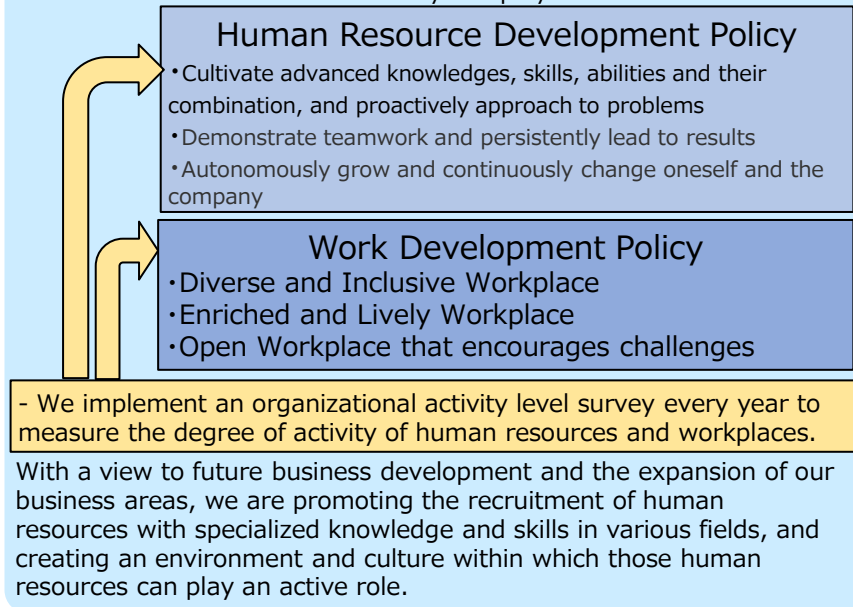 Human Resource Development Policy
・Cultivate advanced knowledges, skills, abilities and their
combination, and proactively approach to problems
・Demonstrate teamwork and persistently lead to results
・Autonomously grow and continuously change oneself and the
company
Work Development Policy
・Diverse and Inclusive Workplace
・Enriched and Lively Workplace
・Open Workplace that encourages challenges
- We implement an organizational activity level survey every year to
measure the degree of activity of human resources and workplaces.
With a view to future business development and the expansion of our
business areas, we are promoting the recruitment of human
resources with specialized knowledge and skills in various fields, and
creating an environment and culture within which those human
resources can play an active role.